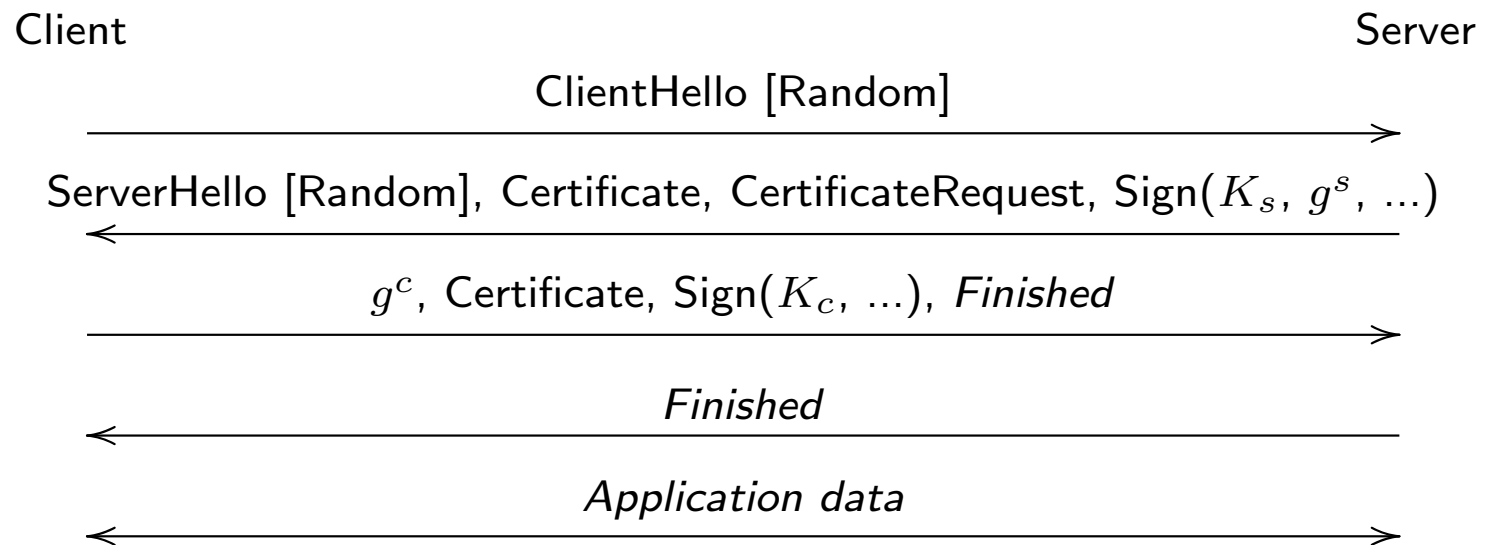 Client Server
ClientHello [Random]
ServerHello [Random], Certificate, CertificateRequest, Sign(K_s, g^s, ...)
g^c, Certificate, Sign(K_c, ...), Finished
Finished
Application data